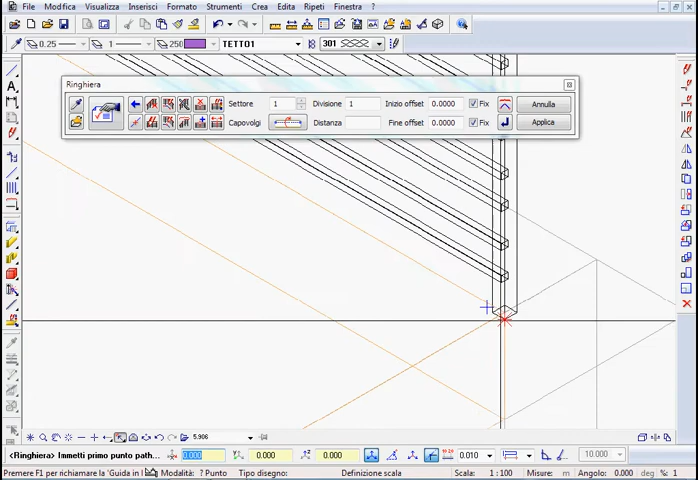 File Modifica Visualizza Inserisci Formato Strumenti Crea Edita Ripeti Finestra ?
0.25 1 250 TETTO1 301
Ringhiera
Settore 1 Divisione 1 Inizio offset 0.0000 Fix Annulla
Capovolgi Distanza Fine offset 0.0000 Fix Applica
5.906
<Ringhiera> Immetti primo punto path... 0.000 0.000 0.000 0.010 10.000
Premere F1 per richiamare la 'Guida in l Modalità: ? Punto Tipo disegno: Definizione scala Scala: 1 : 100 Misure: m Angolo: 0.000 deg %: 1